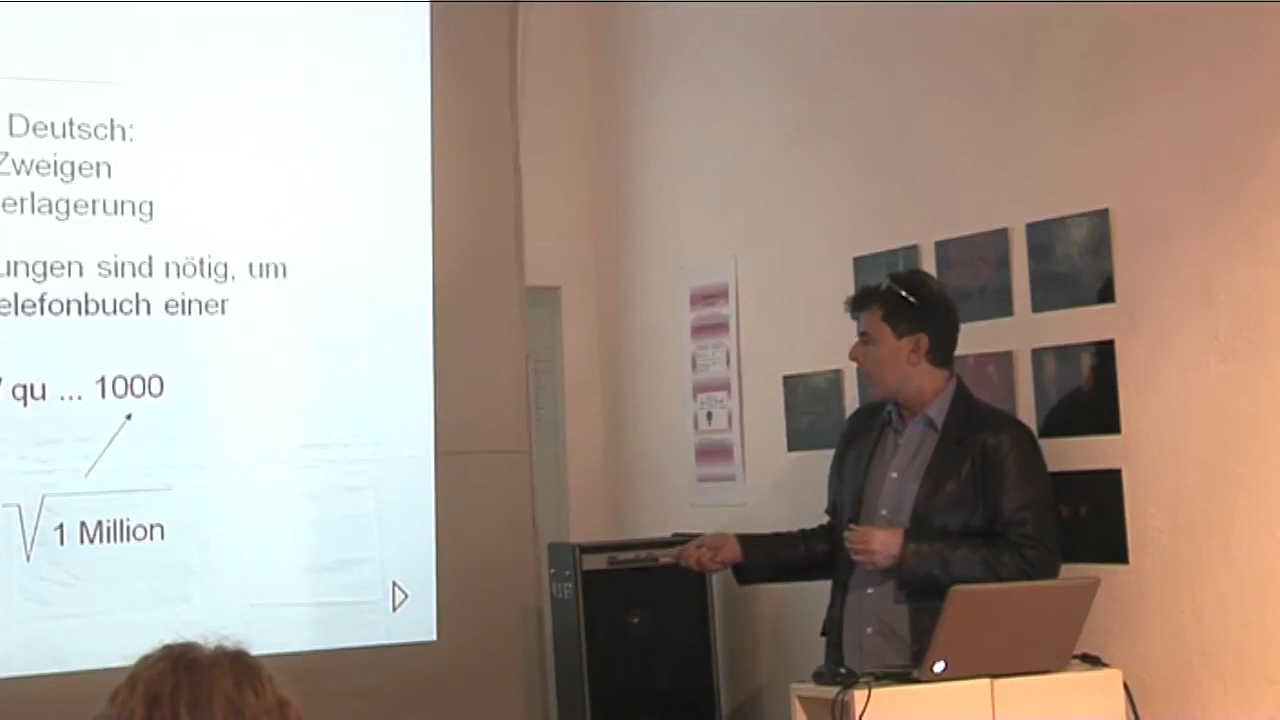 Deutsch:
Zweigen
erlagerung
ungen sind nötig, um
elefonbuch einer
qu ... 1000
√1 Million